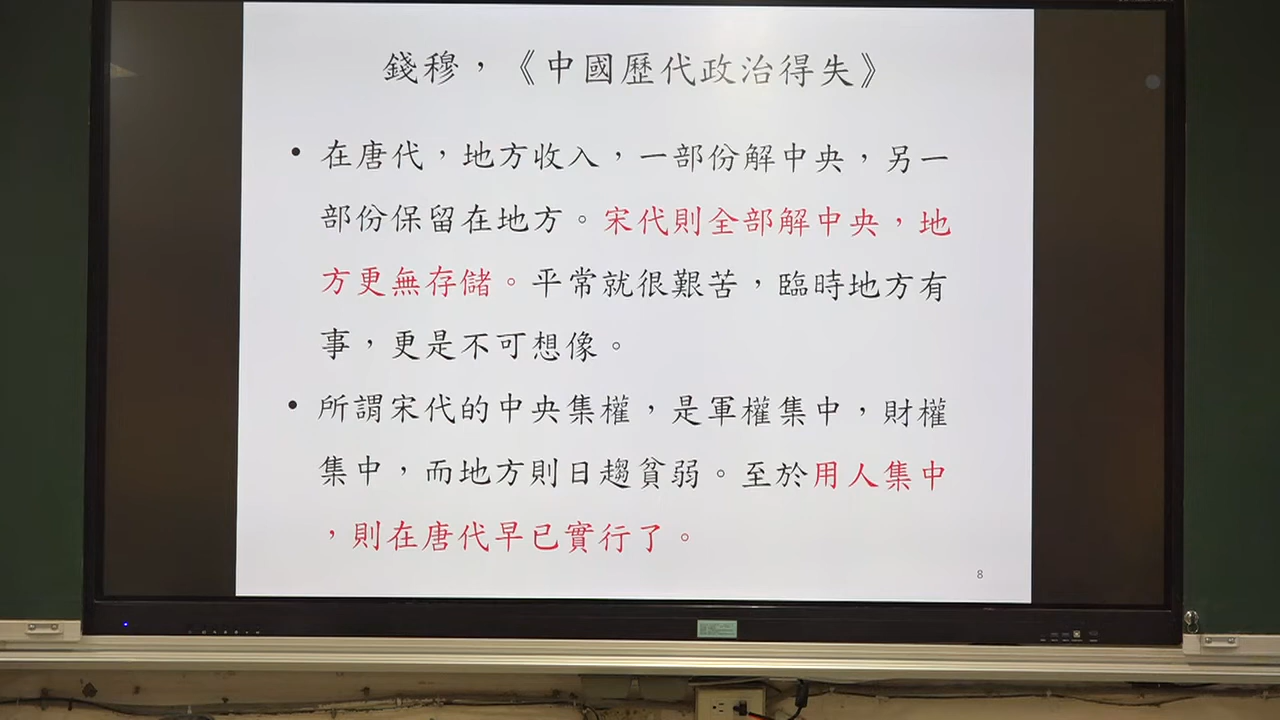 錢穆，《中國歷代政治得失》
• 在唐代，地方收入，一部份解中央，另一
部份保留在地方。宋代則全部解中央，地
方更無存儲。平常就很艱苦，臨時地方有
事，更是不可想像。
• 所謂宋代的中央集權，是軍權集中，財權
集中，而地方則日趨貧弱。至於用人集中
，則在唐代早已實行了。
8